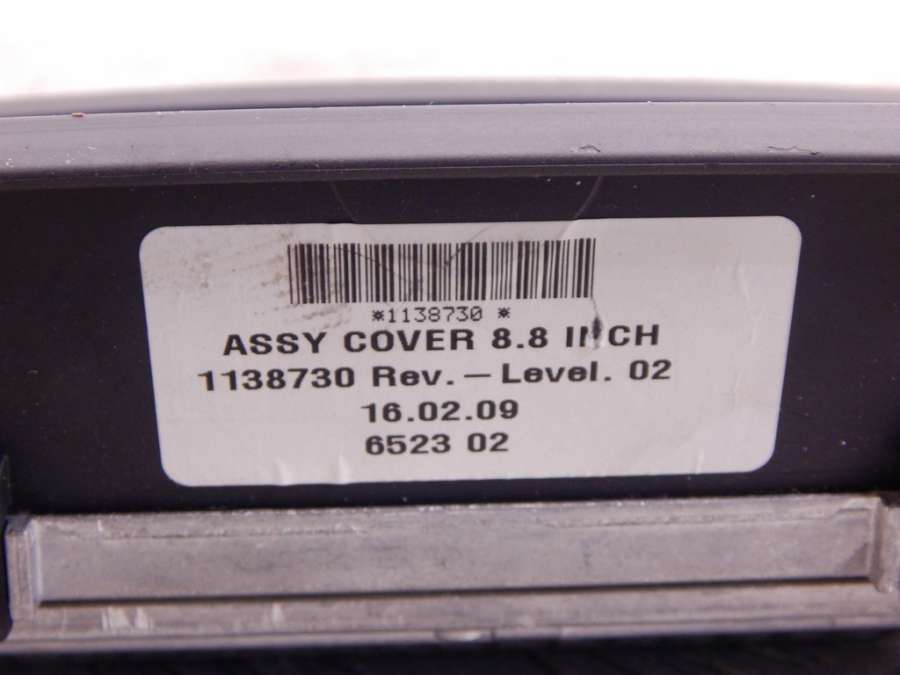 *1138730 *
ASSY COVER 8.8 INCH
1138730 Rev.—Level. 02
16.02.09
6523 02